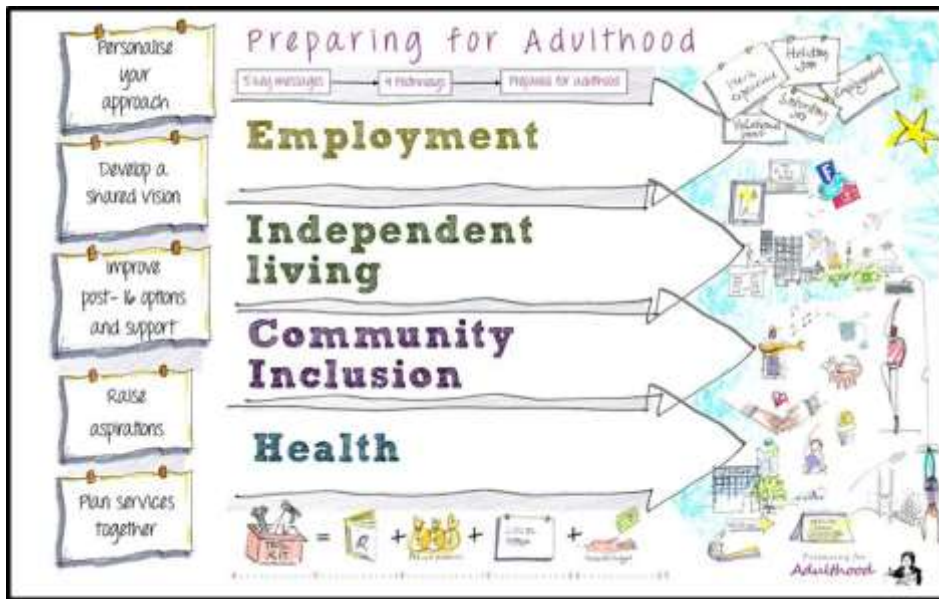 Personalise
your
approach
Develop a
shared vision
Improve
post-16 options
and support
Raise
aspirations
Plan services
together
Preparing for Adulthood
5 key messages
4 Pathways
Prepared for adulthood
Employment
Independent
living
Community
Inclusion
Health
Work
experience
Holiday
Job
Employment
Saturday
Job
=
+
+
+
Preparing for
Adulthood